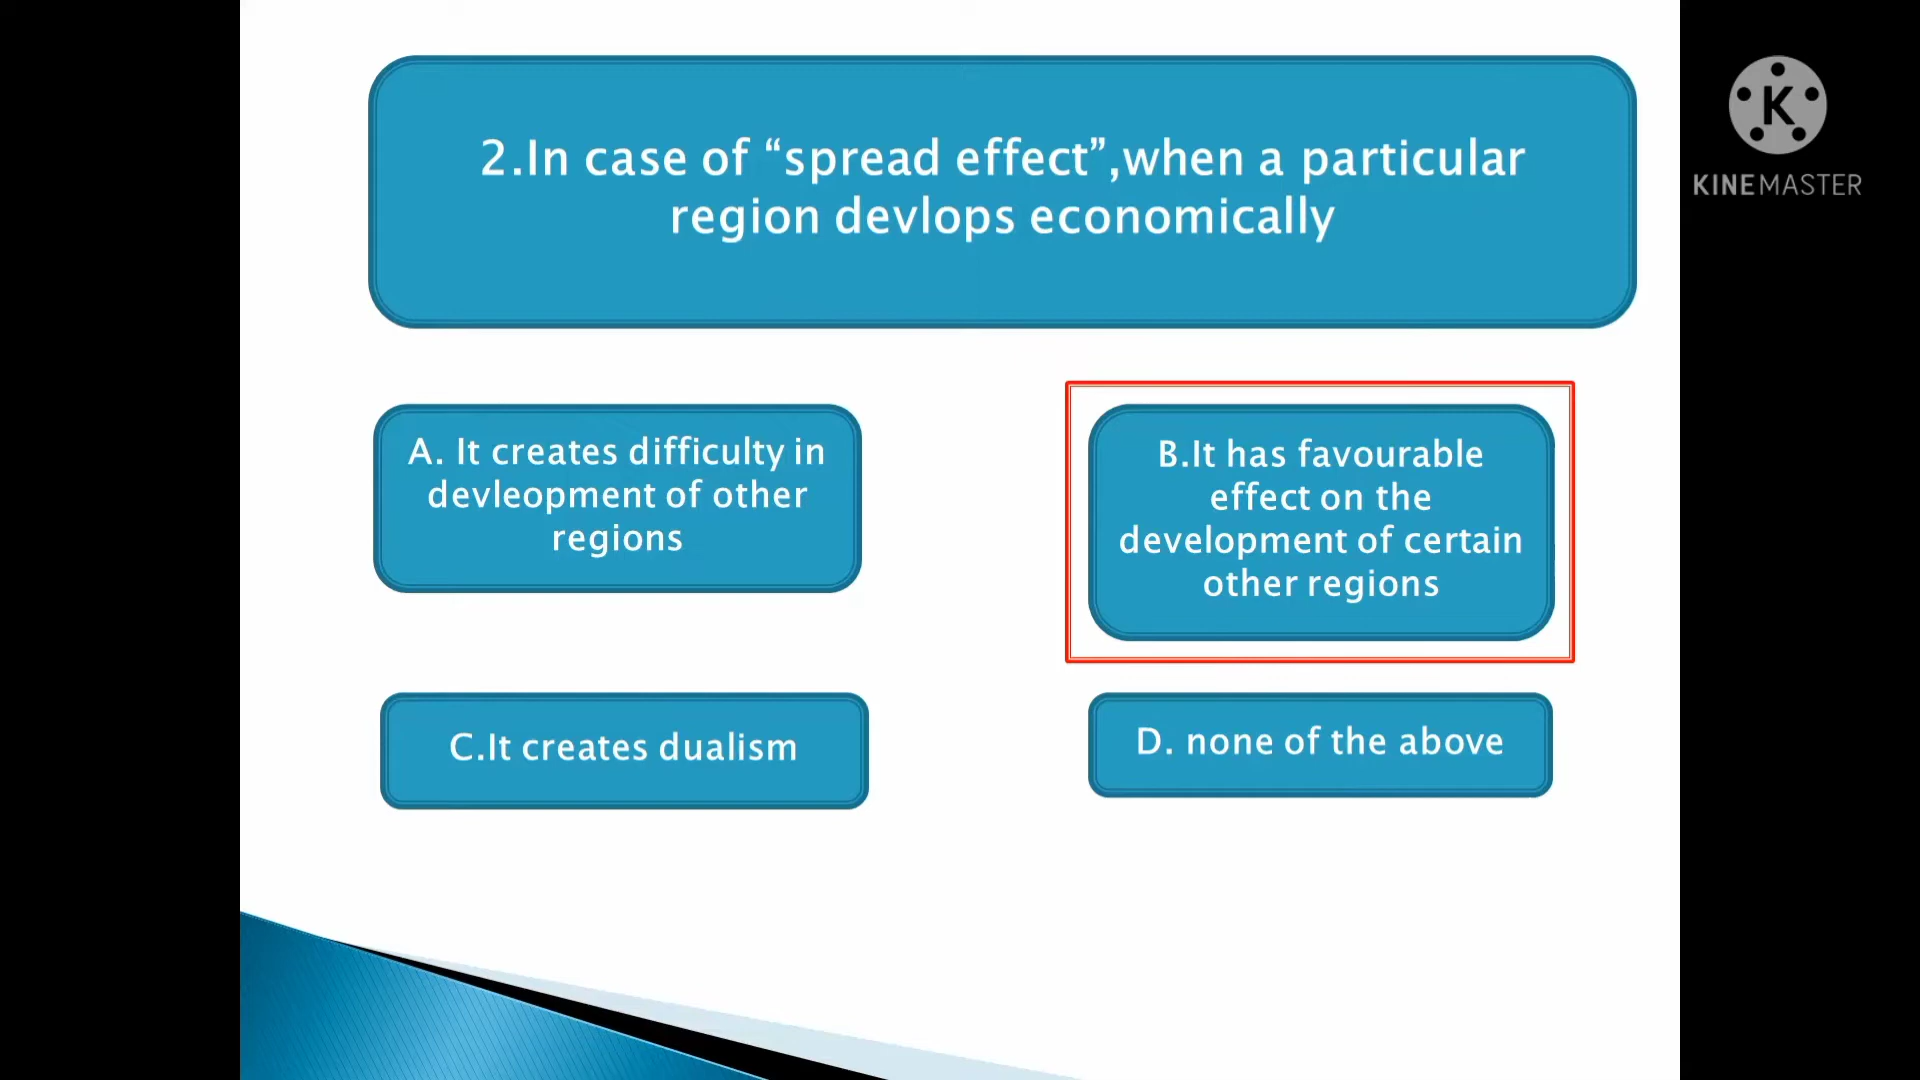 2.In case of “spread effect”,when a particular
region devlops economically
A. It creates difficulty in
devleopment of other
regions
B.It has favourable
effect on the
development of certain
other regions
C.It creates dualism
D. none of the above
K
KINEMASTER